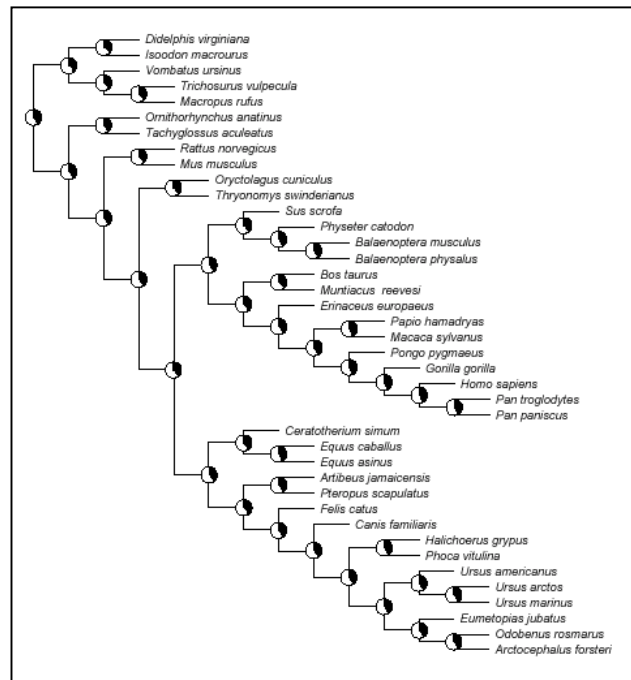 Didelphis virginiana
Isoodon macrourus
Vombatus ursinus
Trichosurus vulpecula
Macropus rufus
Ornithorhynchus anatinus
Tachyglossus aculeatus
Rattus norvegicus
Mus musculus
Oryctolagus cuniculus
Thryonomys swinderianus
Sus scrofa
Physeter catodon
Balaenoptera musculus
Balaenoptera physalus
Bos taurus
Muntiacus reevesi
Erinaceus europaeus
Papio hamadryas
Macaca sylvanus
Pongo pygmaeus
Gorilla gorilla
Homo sapiens
Pan troglodytes
Pan paniscus
Ceratotherium simum
Equus caballus
Equus asinus
Artibeus jamaicensis
Pteropus scapulatus
Felis catus
Canis familiaris
Halichoerus grypus
Phoca vitulina
Ursus americanus
Ursus arctos
Ursus marinus
Eumetopias jubatus
Odobenus rosmarus
Arctocephalus forsteri